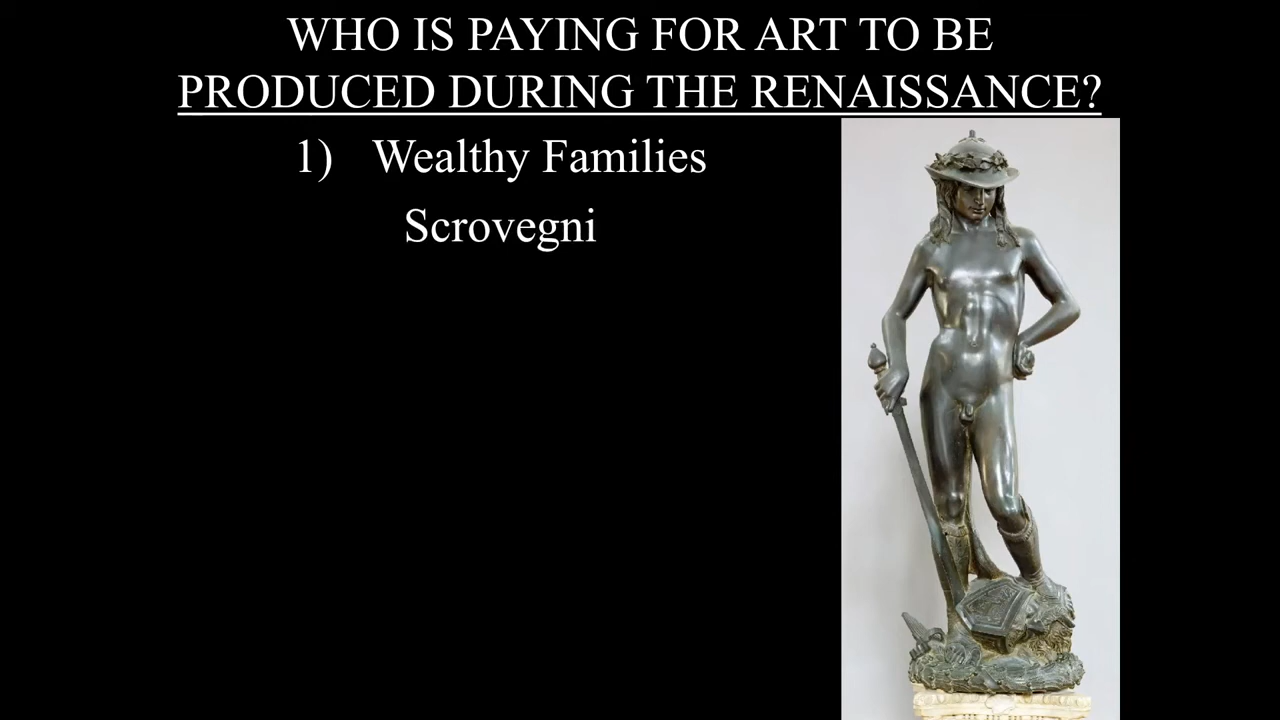 WHO IS PAYING FOR ART TO BE
PRODUCED DURING THE RENAISSANCE?
1) Wealthy Families
Scrovegni